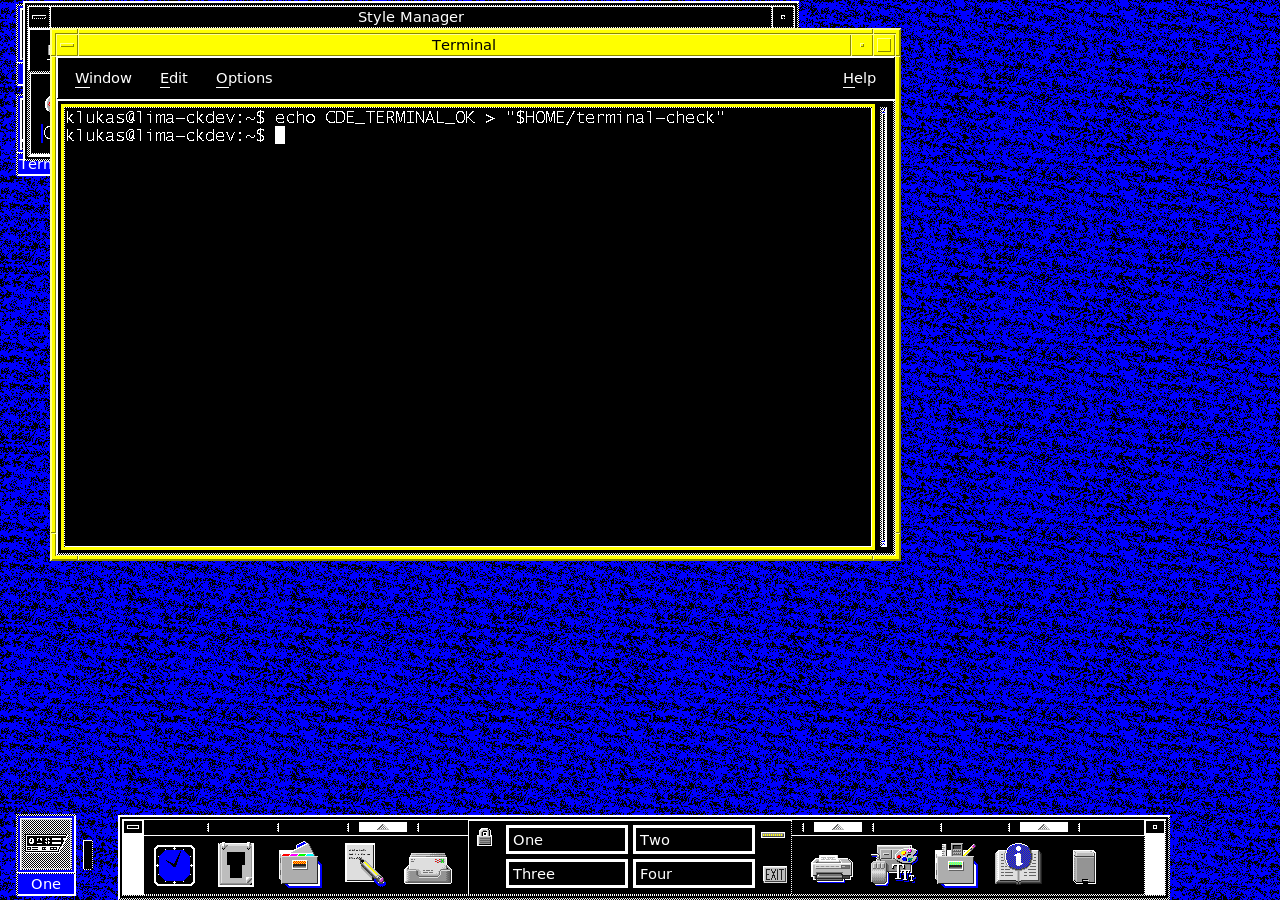 Style Manager
Terminal
Window Edit Options Help
klukas@lima-ckdev:~$ echo CDE_TERMINAL_OK > "$HOME/terminal-check"
klukas@lima-ckdev:~$
One Two
Three Four
EXIT
One